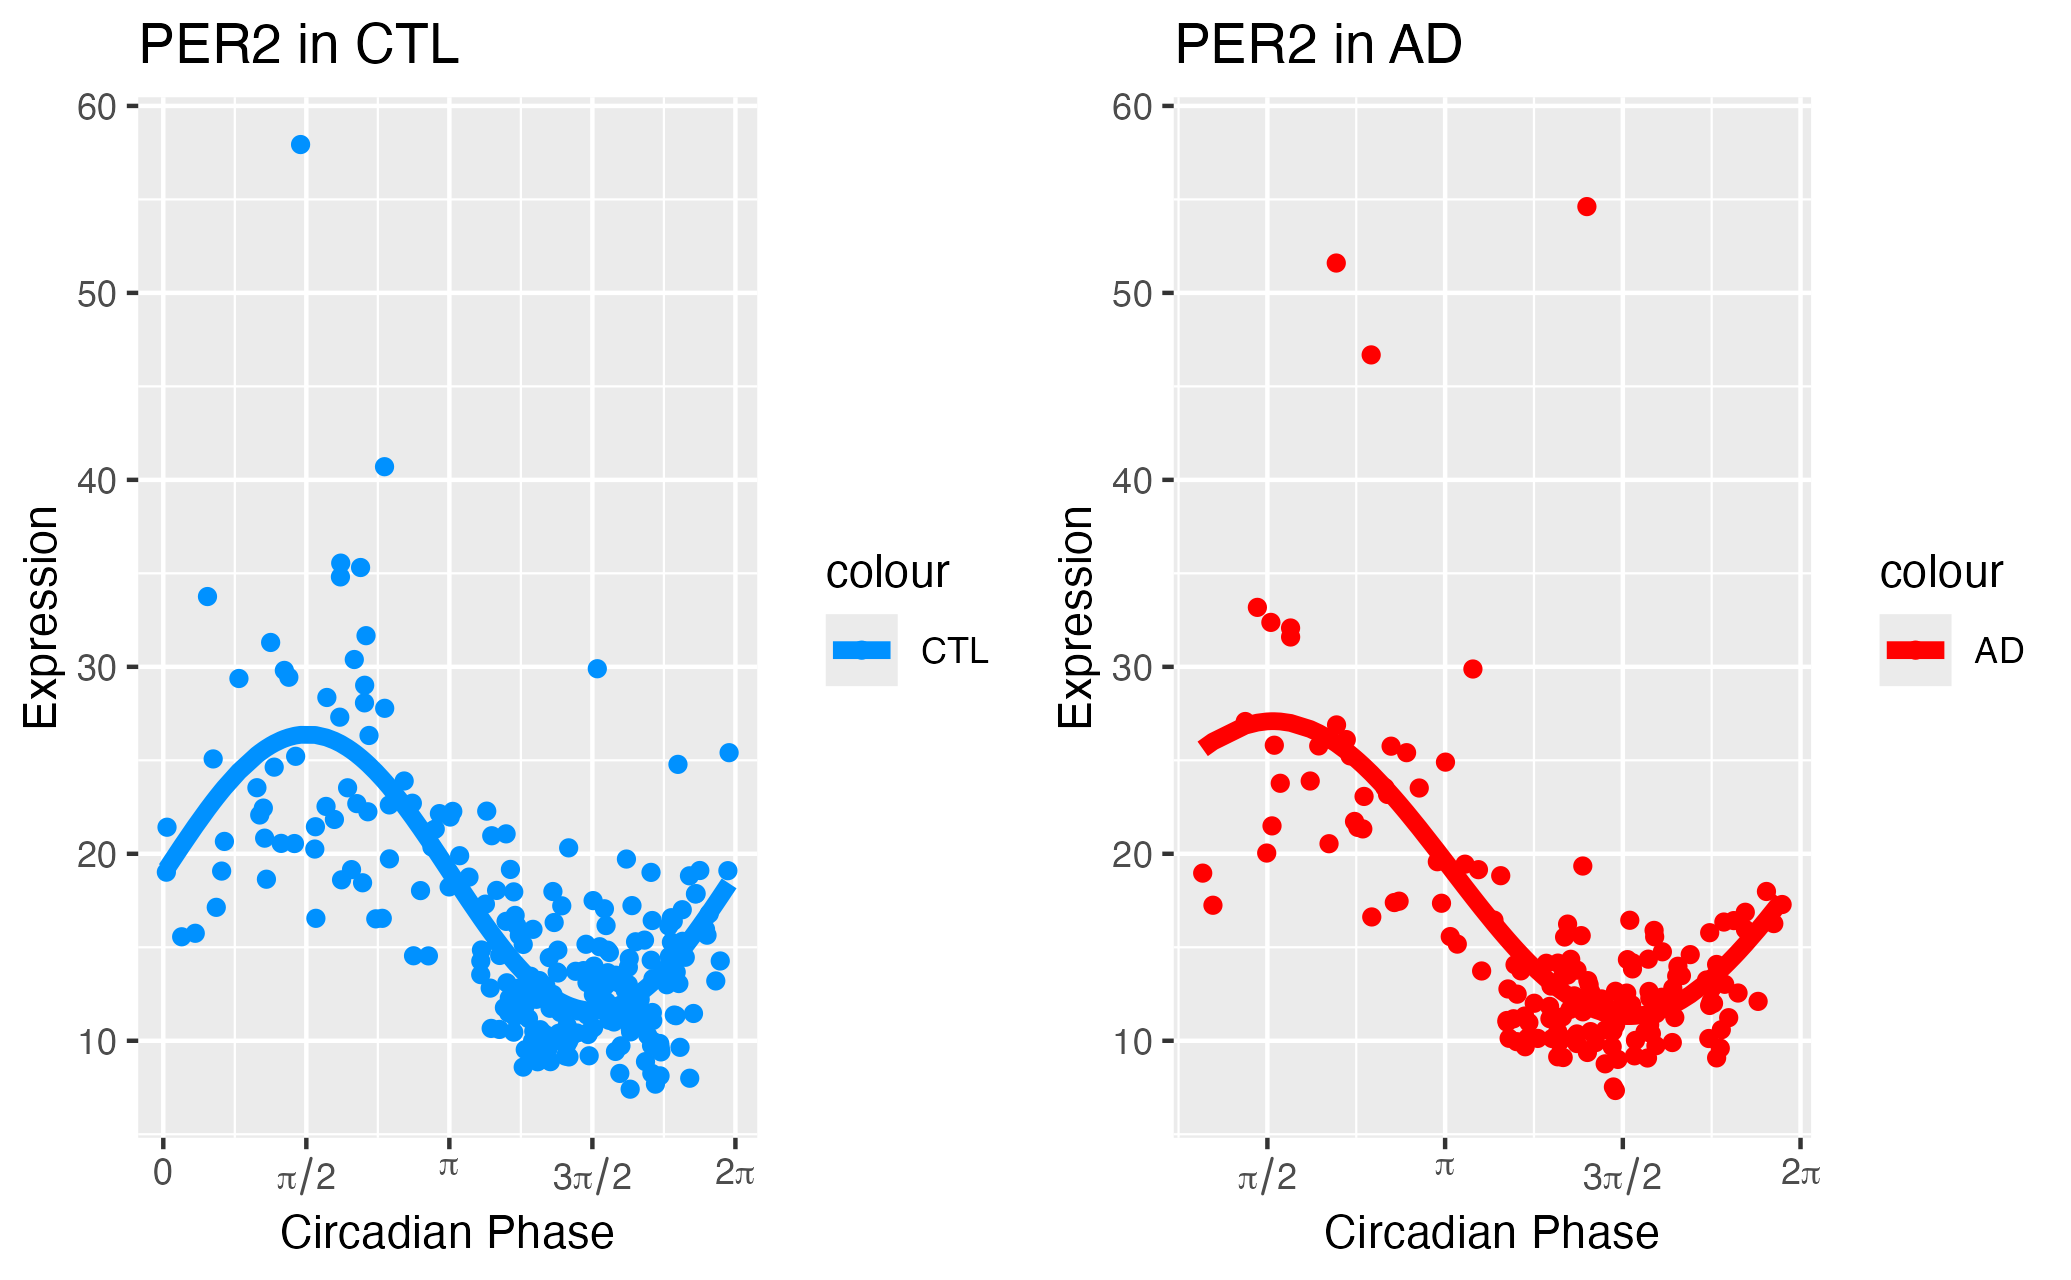 PER2 in CTL
60
50
40
30
20
10
Expression
0
π/2
π
3π/2
2π
Circadian Phase
colour
CTL
PER2 in AD
60
50
40
30
20
10
Expression
π/2
π
3π/2
2π
Circadian Phase
colour
AD